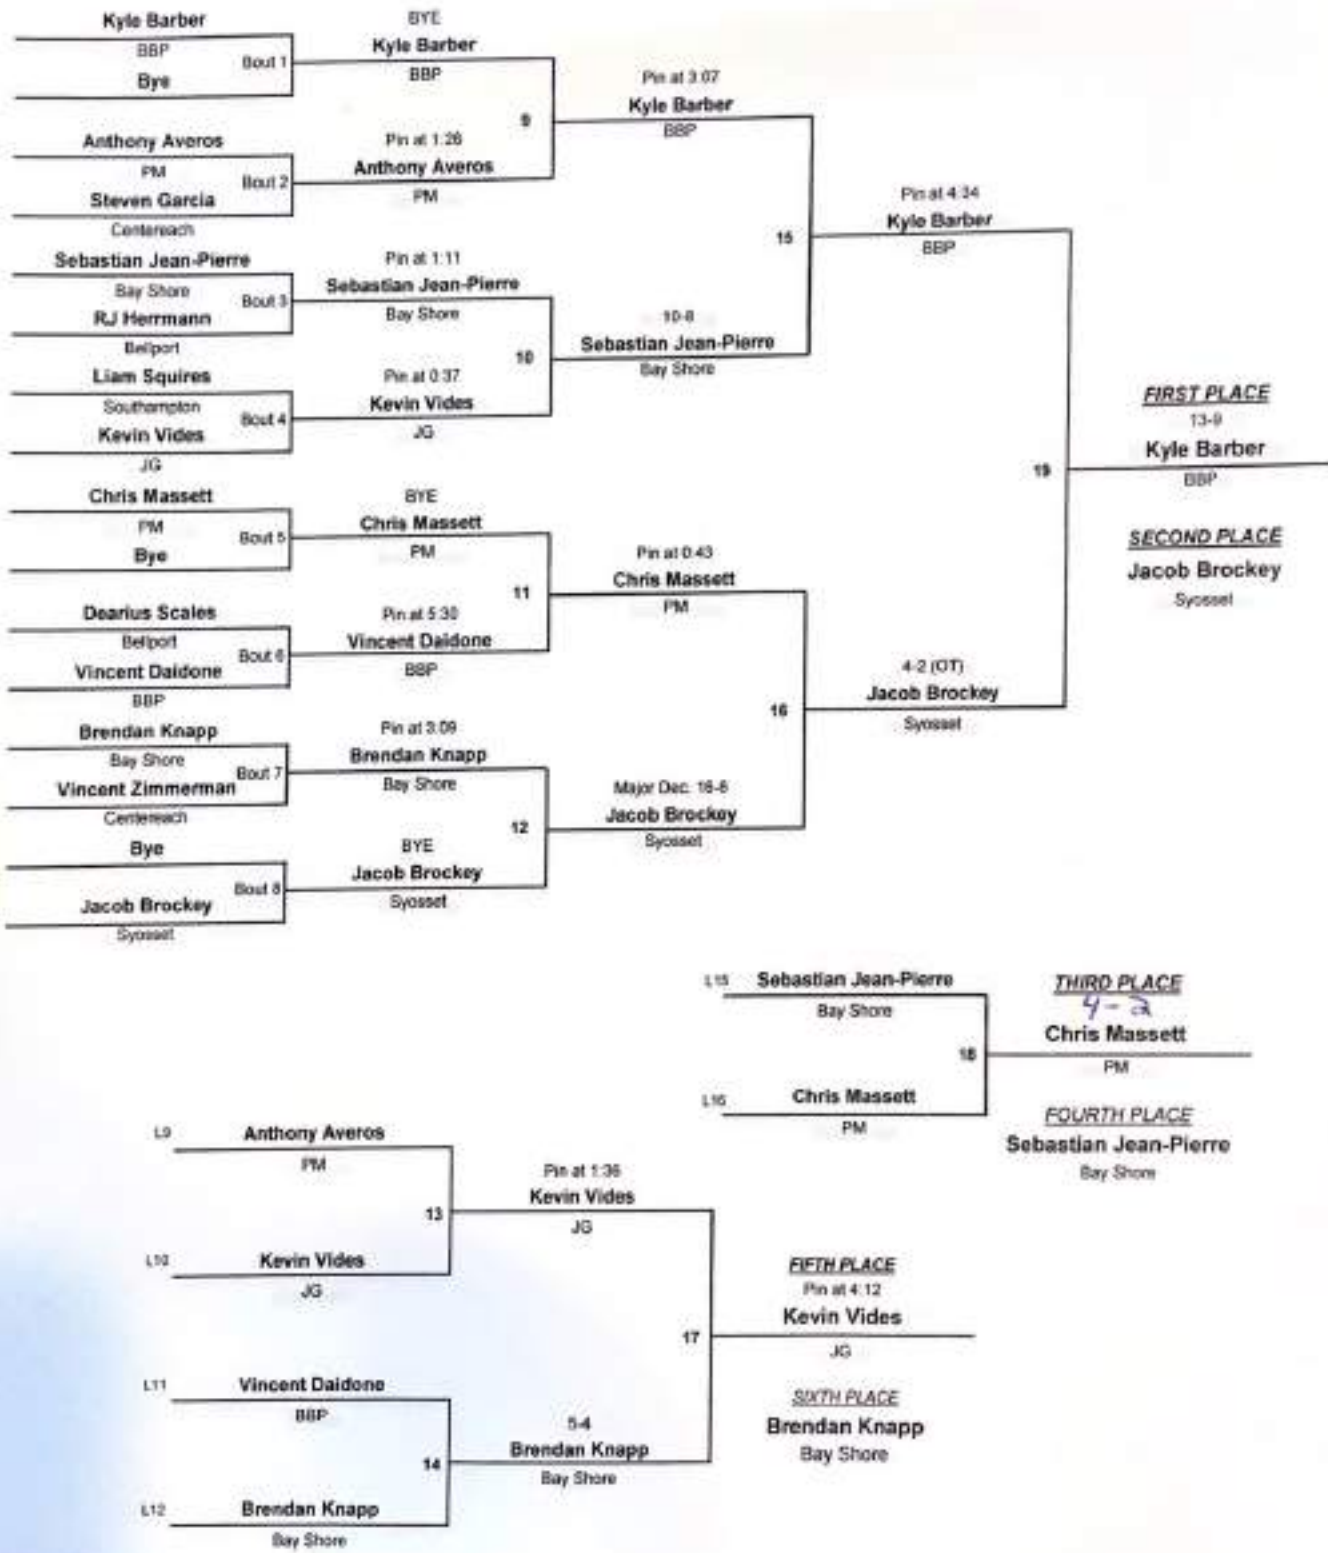 Kyle Barber
BBP
Bye
Bout 1
Anthony Averos
PM
Steven Garcia
Centereach
Bout 2
Sebastian Jean-Pierre
Bay Shore
RJ Herrmann
Bellport
Bout 3
Liam Squires
Southampton
Kevin Vides
JG
Bout 4
Chris Massett
PM
Bye
Bout 5
Dearius Scales
Bellport
Vincent Daidone
BBP
Bout 6
Brendan Knapp
Bay Shore
Vincent Zimmerman
Centereach
Bout 7
Bye
Jacob Brockey
Syosset
Bout 8
BYE
Kyle Barber
BBP
9
Pin at 1:26
Anthony Averos
PM
Pin at 1:11
Sebastian Jean-Pierre
Bay Shore
10
Pin at 0:37
Kevin Vides
JG
BYE
Chris Massett
PM
11
Pin at 5:30
Vincent Daidone
BBP
Pin at 3:09
Brendan Knapp
Bay Shore
12
BYE
Jacob Brockey
Syosset
Pin at 3:07
Kyle Barber
BBP
15
10-8
Sebastian Jean-Pierre
Bay Shore
Pin at 0:43
Chris Massett
PM
16
Major Dec. 16-6
Jacob Brockey
Syosset
Pin at 4:34
Kyle Barber
BBP
19
4-2 (OT)
Jacob Brockey
Syosset
FIRST PLACE
13-9
Kyle Barber
BBP
SECOND PLACE
Jacob Brockey
Syosset
L15
Sebastian Jean-Pierre
Bay Shore
18
L16
Chris Massett
PM
THIRD PLACE
4-2
Chris Massett
PM
FOURTH PLACE
Sebastian Jean-Pierre
Bay Shore
L9
Anthony Averos
PM
13
L10
Kevin Vides
JG
L11
Vincent Daidone
BBP
14
L12
Brendan Knapp
Bay Shore
Pin at 1:36
Kevin Vides
JG
17
5-4
Brendan Knapp
Bay Shore
FIFTH PLACE
Pin at 4:12
Kevin Vides
JG
SIXTH PLACE
Brendan Knapp
Bay Shore